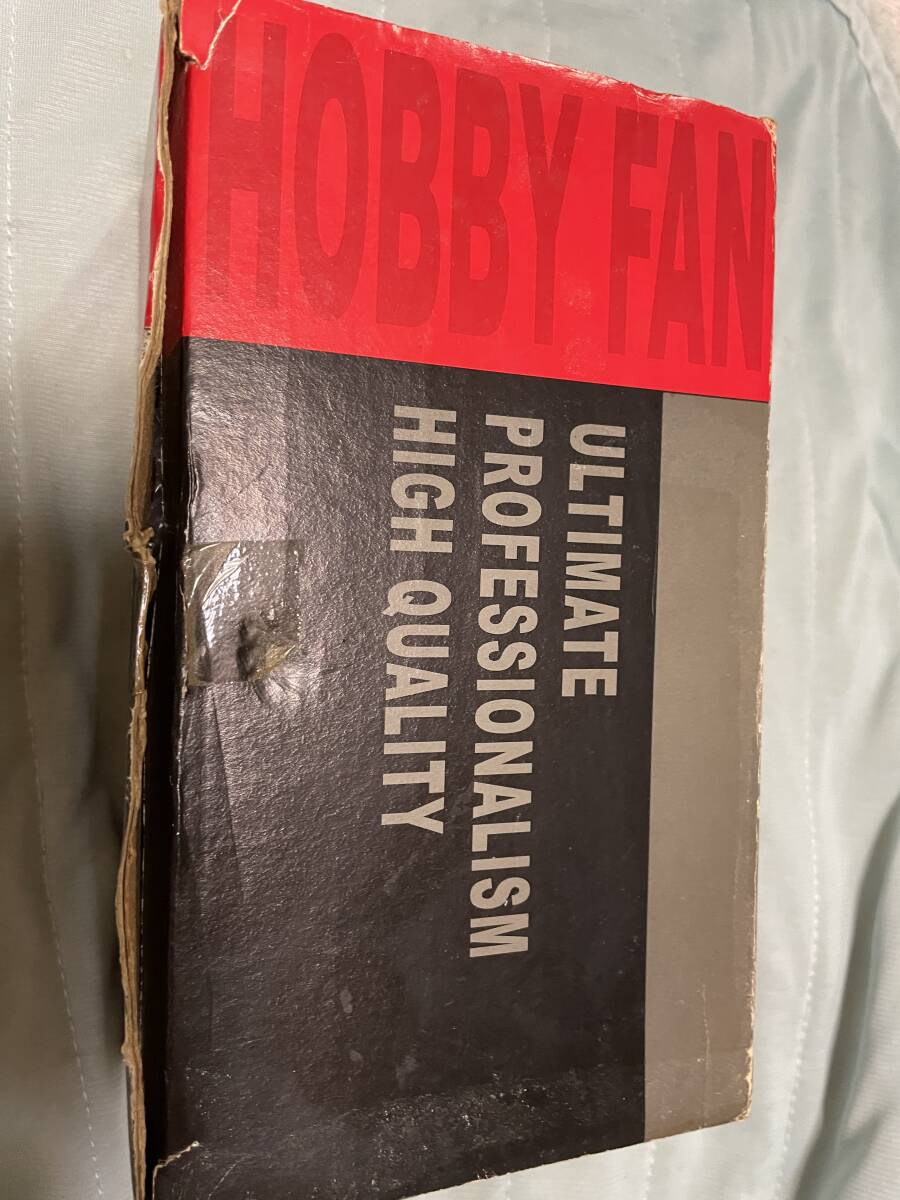 HOBBY FAN
ULTIMATE
PROFESSIONALISM
HIGH QUALITY